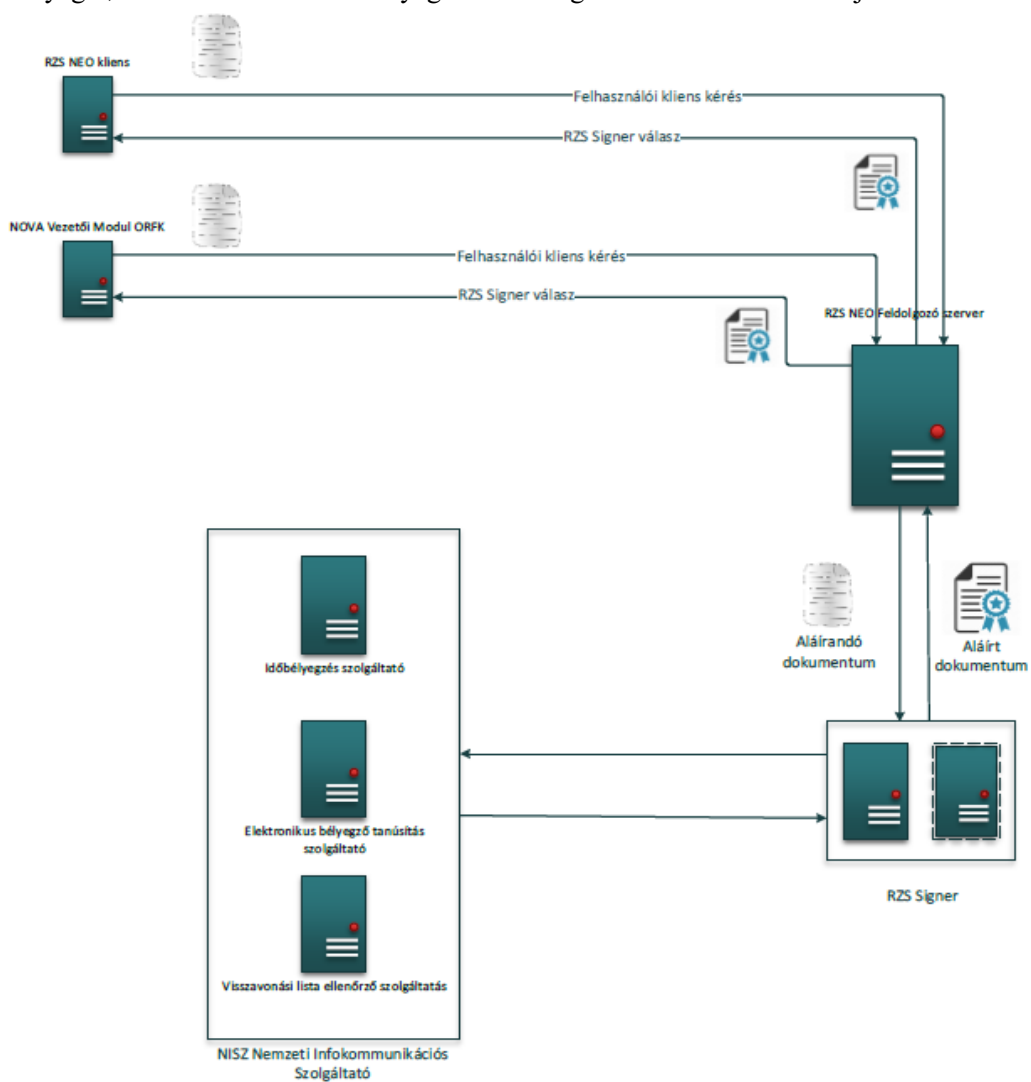 RZS NEO kliens
Felhasználói kliens kérés
RZS Signer válasz
NOVA Vezetői Modul ORFK
Felhasználói kliens kérés
RZS Signer válasz
RZS NEO Feldolgozó szerver
Aláírandó
dokumentum
Aláírt
dokumentum
Időbélyegzés szolgáltató
Elektronikus bélyegző tanúsítás
szolgáltató
Visszavonási lista ellenőrző szolgáltatás
RZS Signer
NISZ Nemzeti Infokommunikációs
Szolgáltató